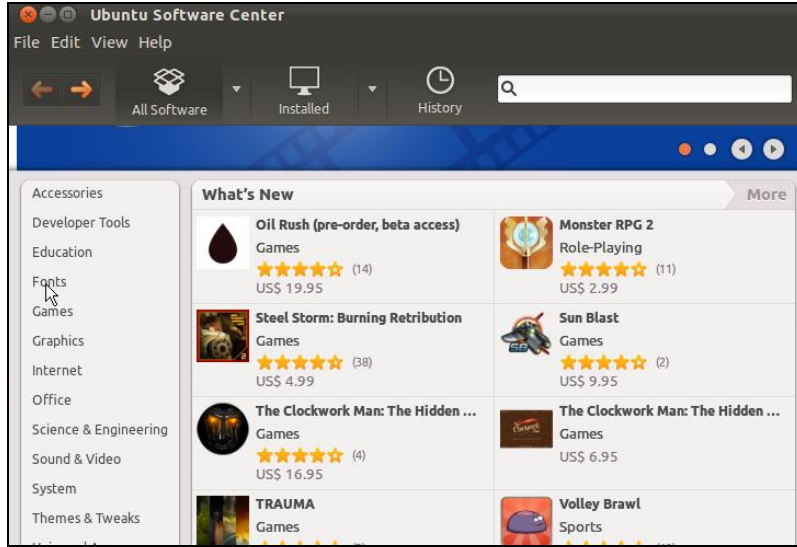 Ubuntu Software Center
File Edit View Help
All Software
Installed
History
Accessories
Developer Tools
Education
Fonts
Games
Graphics
Internet
Office
Science & Engineering
Sound & Video
System
Themes & Tweaks
What's New
More
Oil Rush (pre-order, beta access)
Games
(14)
US$ 19.95
Monster RPG 2
Role-Playing
(11)
US$ 2.99
Steel Storm: Burning Retribution
Games
(38)
US$ 4.99
Sun Blast
Games
(2)
US$ 9.95
The Clockwork Man: The Hidden ...
Games
(4)
US$ 16.95
The Clockwork Man: The Hidden ...
Games
US$ 6.95
TRAUMA
Games
Volley Brawl
Sports